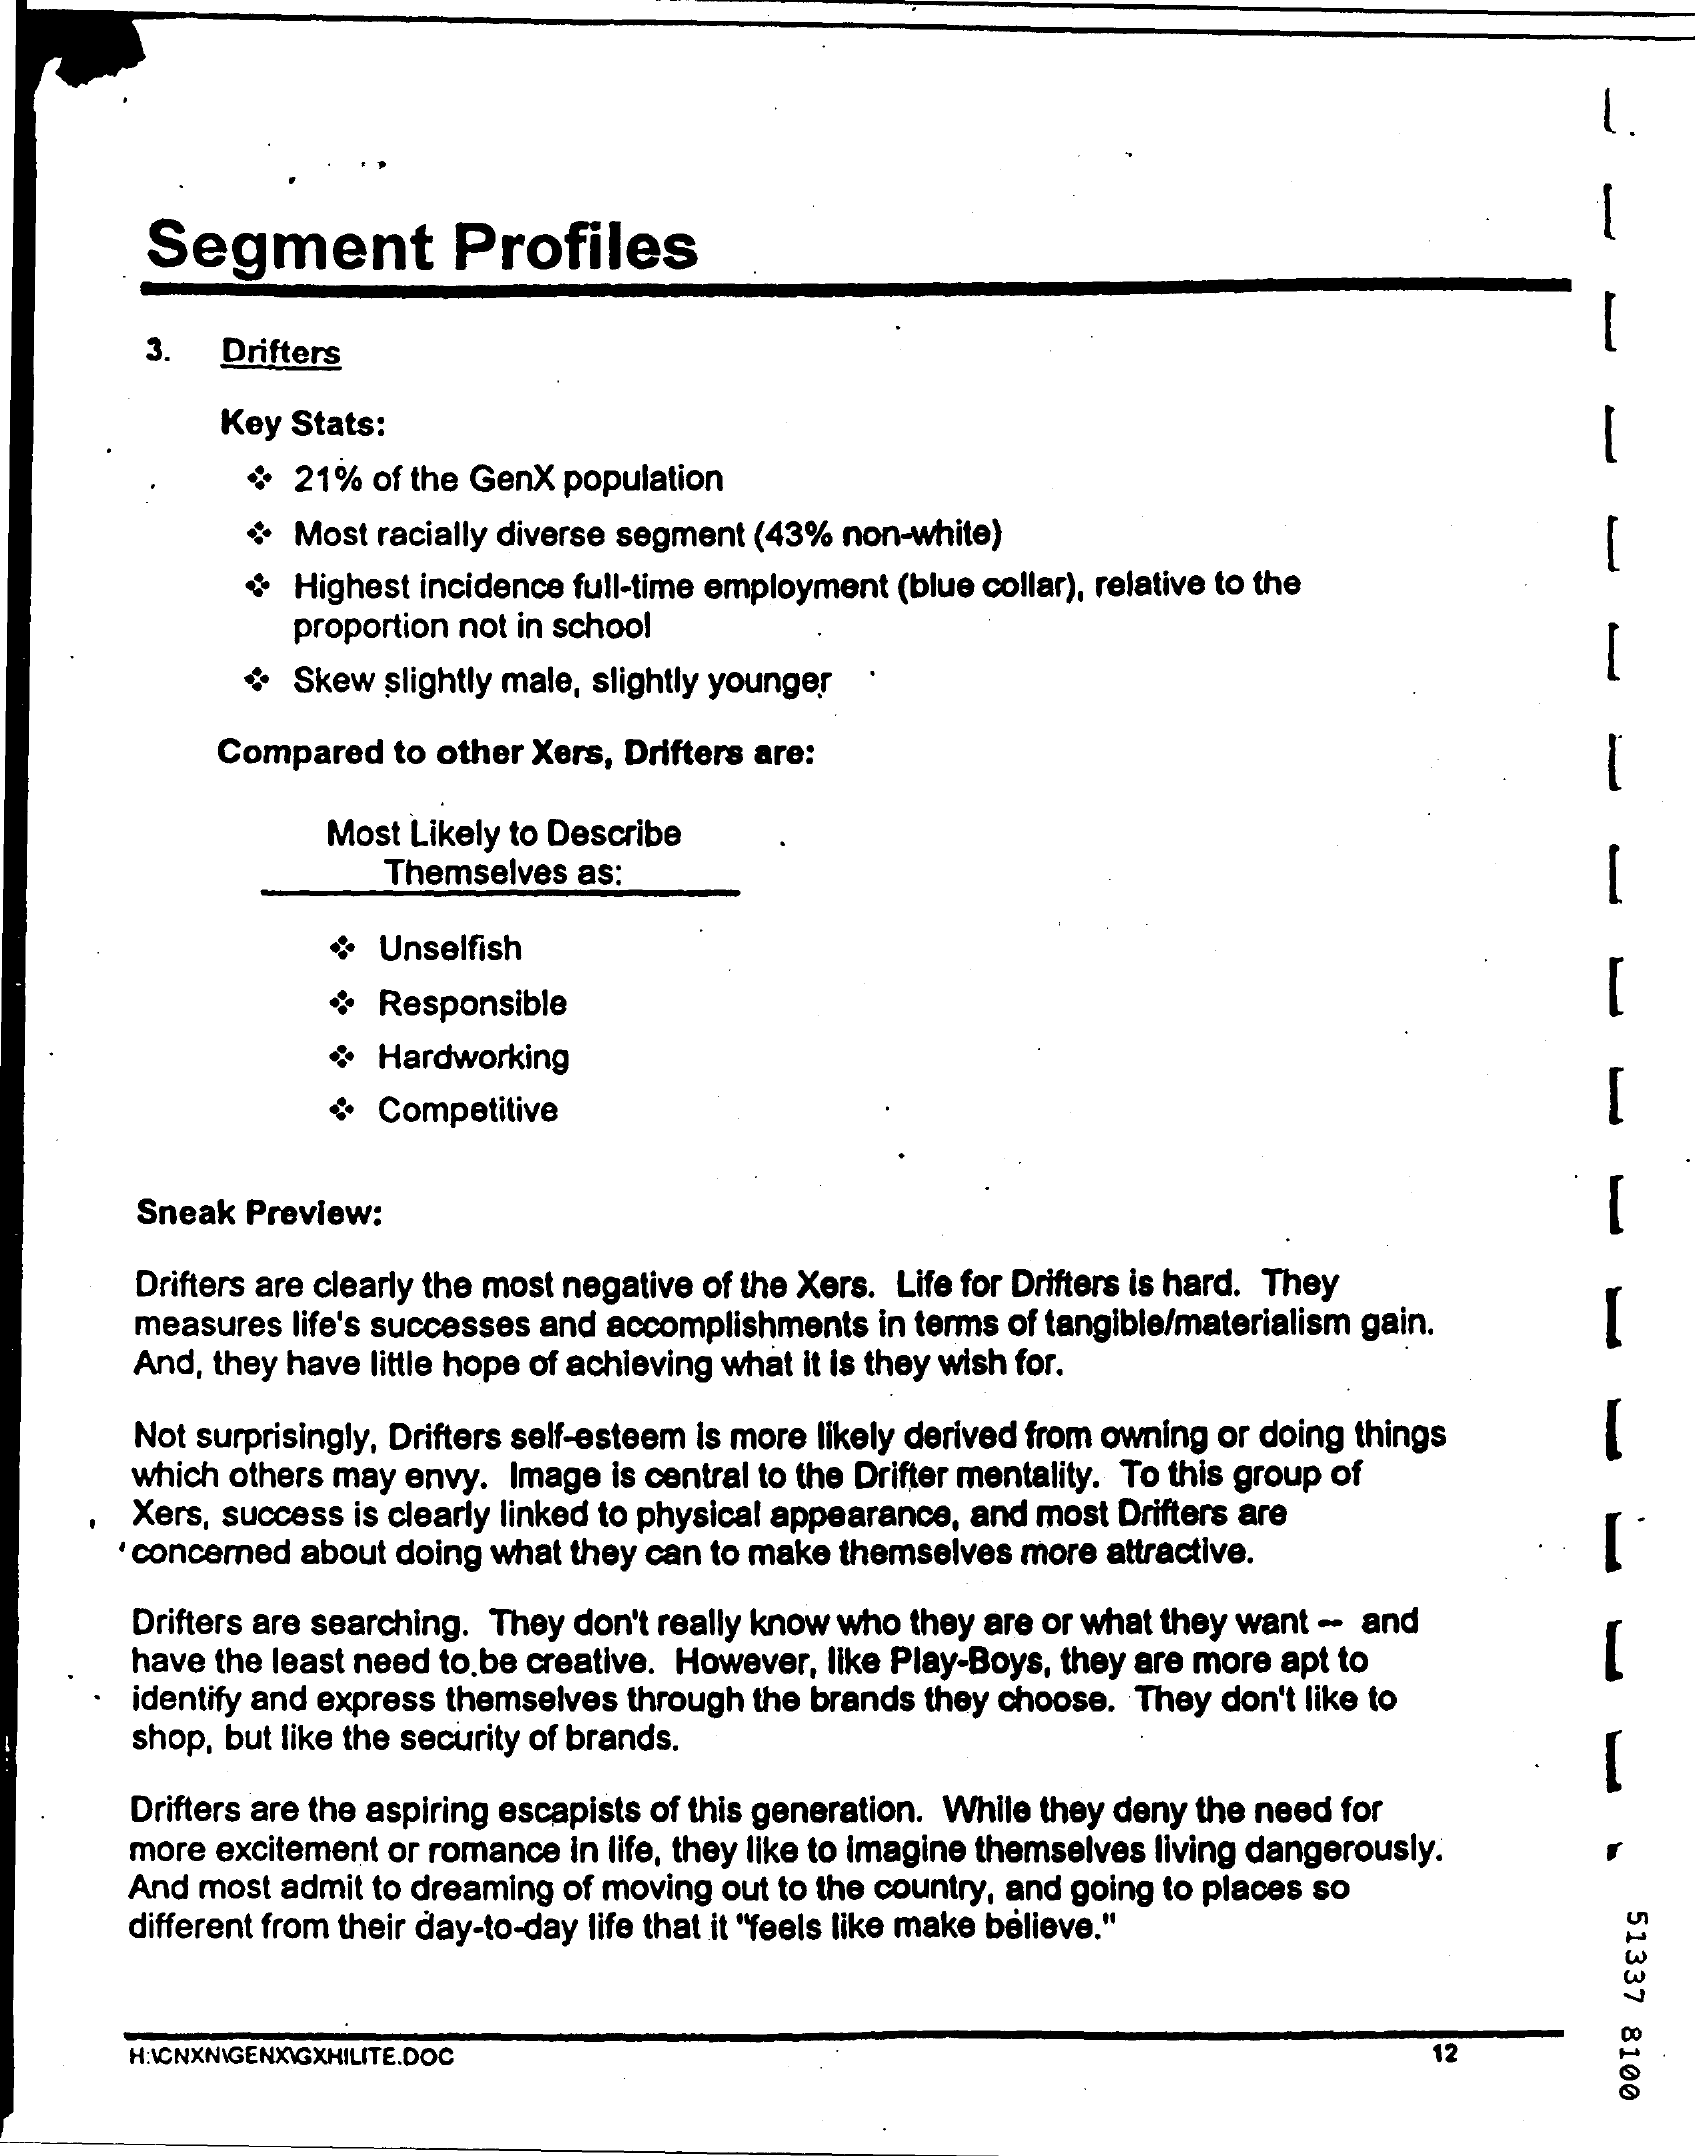 Segment Profiles
3. Drifters
Key Stats:
❖ 21% of the GenX population
❖ Most racially diverse segment (43% non-white)
❖ Highest incidence full-time employment (blue collar), relative to the
proportion not in school
❖ Skew slightly male, slightly younger
Compared to other Xers, Drifters are:
Most Likely to Describe
Themselves as:
❖ Unselfish
❖ Responsible
❖ Hardworking
❖ Competitive
Sneak Preview:
Drifters are clearly the most negative of the Xers. Life for Drifters is hard. They
measures life's successes and accomplishments in terms of tangible/materialism gain.
And, they have little hope of achieving what it is they wish for.
Not surprisingly, Drifters self-esteem is more likely derived from owning or doing things
which others may envy. Image is central to the Drifter mentality. To this group of
Xers, success is clearly linked to physical appearance, and most Drifters are
concerned about doing what they can to make themselves more attractive.
Drifters are searching. They don't really know who they are or what they want -- and
have the least need to be creative. However, like Play-Boys, they are more apt to
identify and express themselves through the brands they choose. They don't like to
shop, but like the security of brands.
Drifters are the aspiring escapists of this generation. While they deny the need for
more excitement or romance in life, they like to imagine themselves living dangerously.
And most admit to dreaming of moving out to the country, and going to places so
different from their day-to-day life that it "feels like make believe."
H:\CNXN\GENX\GXHILITE.DOC 12
51337 8100